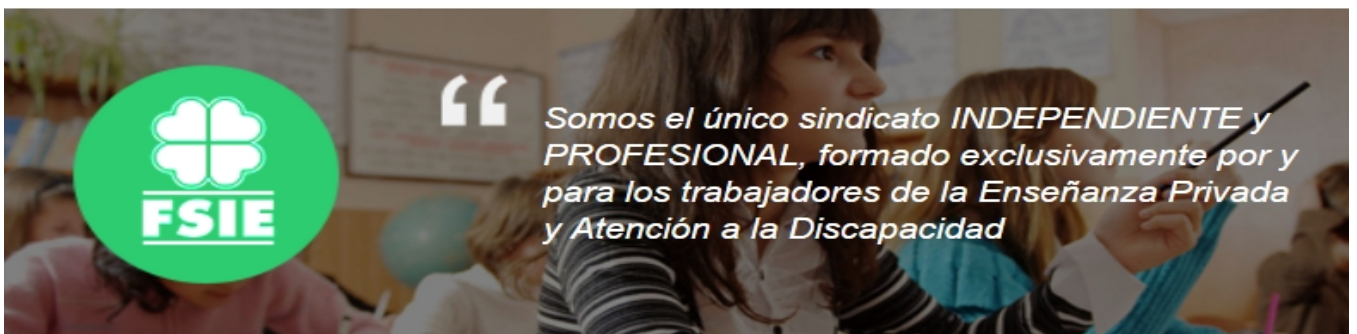 FSIE
“
Somos el único sindicato INDEPENDIENTE y
PROFESIONAL, formado exclusivamente por y
para los trabajadores de la Enseñanza Privada
y Atención a la Discapacidad